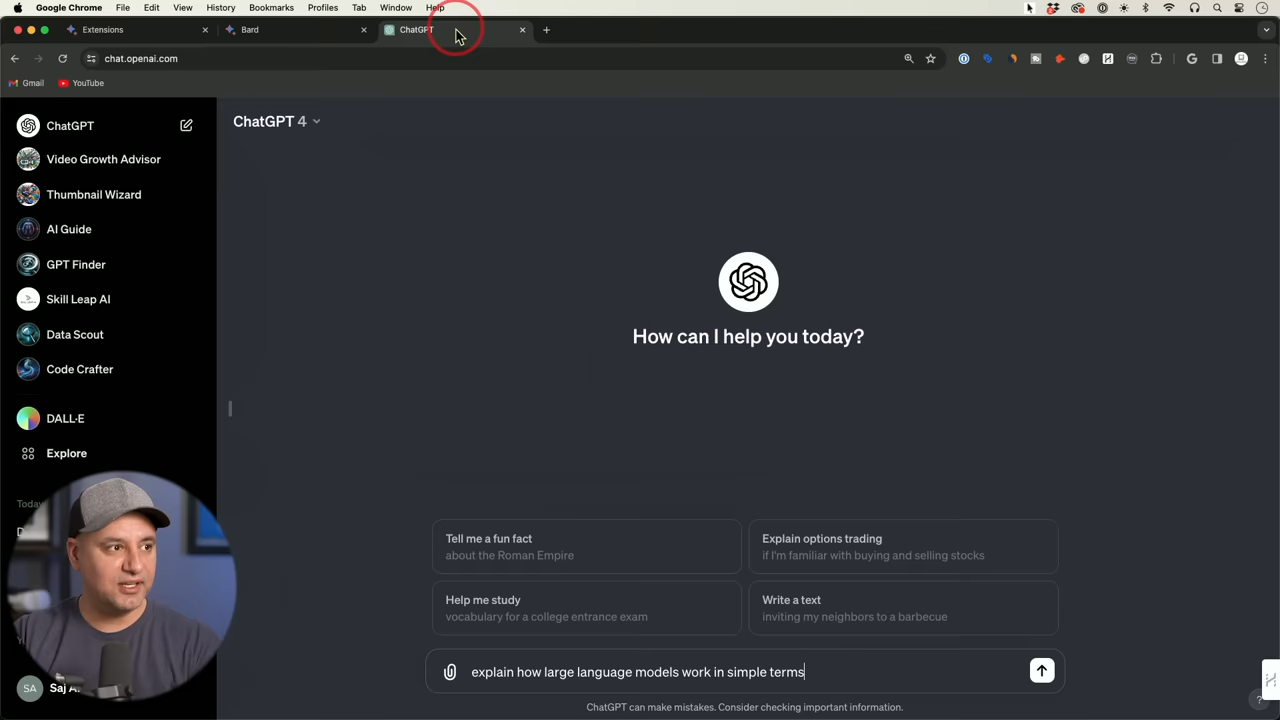 Google Chrome File Edit View History Bookmarks Profiles Tab Window Help
Extensions Bard ChatGPT
chat.openai.com
Gmail YouTube
ChatGPT
Video Growth Advisor
Thumbnail Wizard
AI Guide
GPT Finder
Skill Leap AI
Data Scout
Code Crafter
DALL·E
Explore
Today
SA Saj A.
ChatGPT 4
How can I help you today?
Tell me a fun fact
about the Roman Empire
Explain options trading
if I'm familiar with buying and selling stocks
Help me study
vocabulary for a college entrance exam
Write a text
inviting my neighbors to a barbecue
explain how large language models work in simple terms
ChatGPT can make mistakes. Consider checking important information.
?